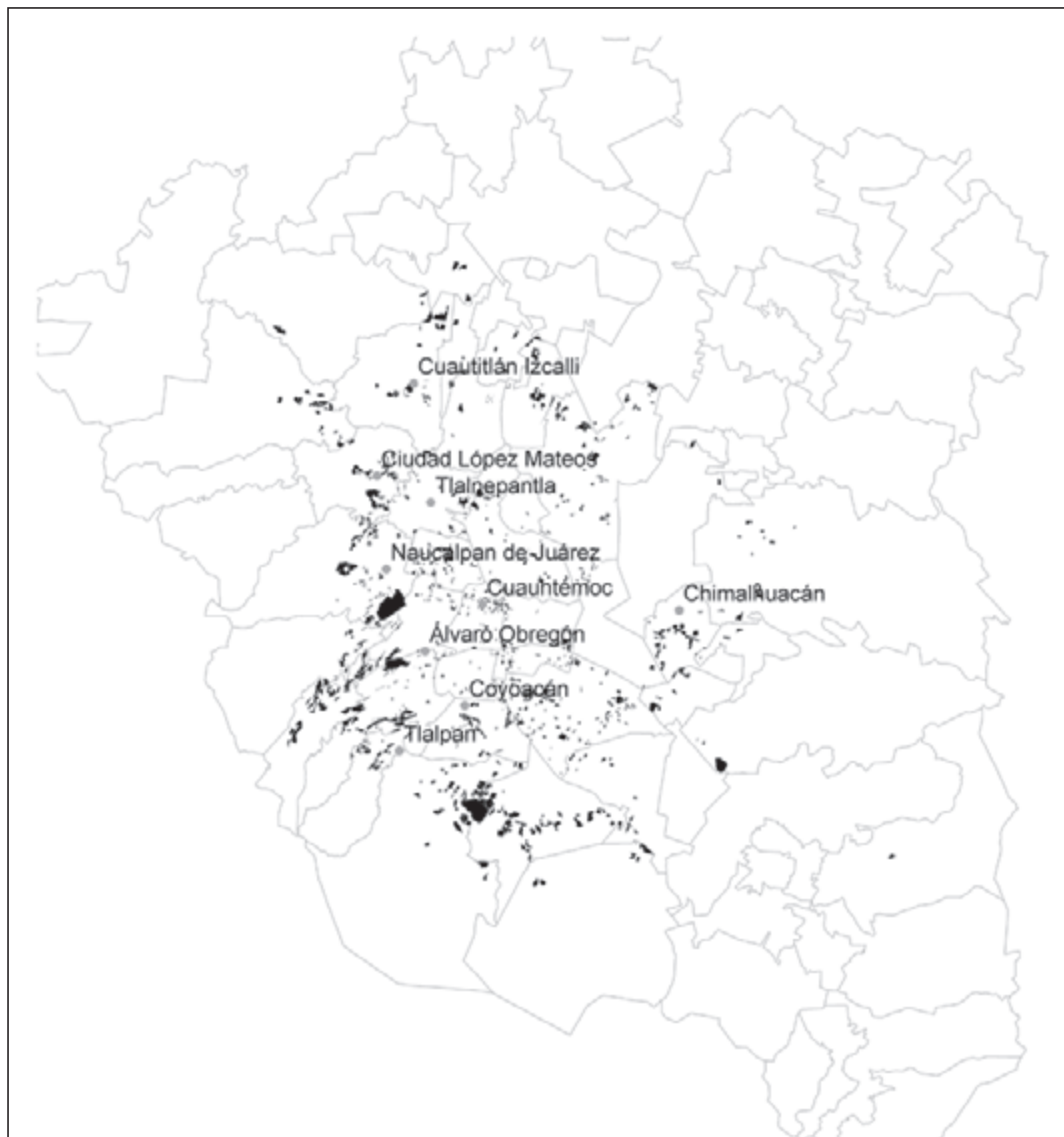 Cuautitlán Izcalli
Ciudad López Mateos
Tlalnepantla
Naucalpan de Juárez
Cuauhtémoc
Chimalhuacán
Álvaro Obregón
Coyoacán
Tlalpan